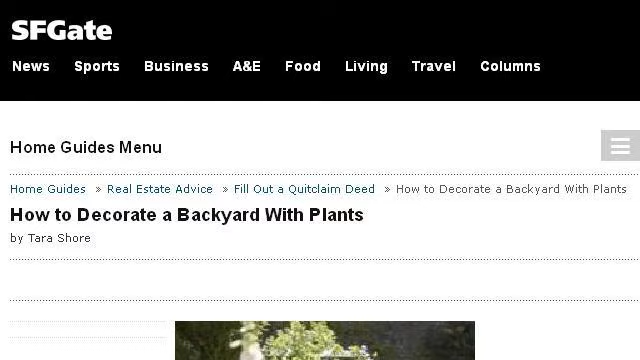 SFGate
News Sports Business A&E Food Living Travel Columns
Home Guides Menu
Home Guides » Real Estate Advice » Fill Out a Quitclaim Deed » How to Decorate a Backyard With Plants
How to Decorate a Backyard With Plants
by Tara Shore